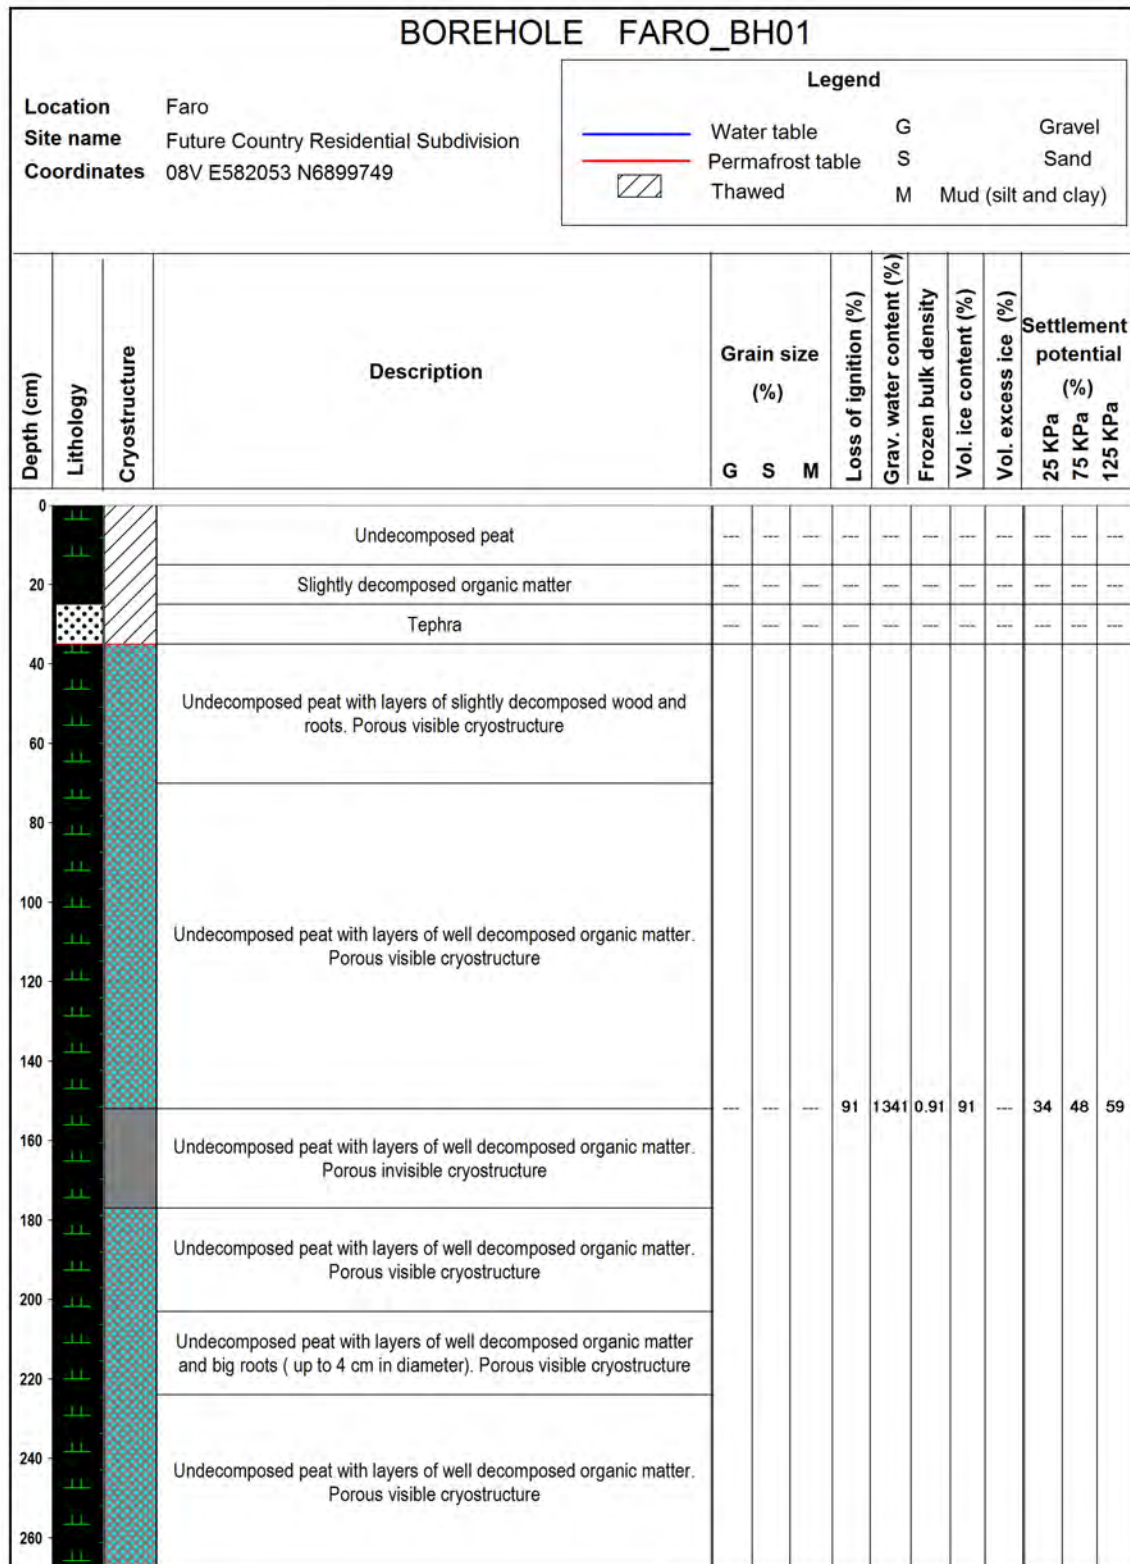 BOREHOLE FARO_BH01
Location Faro
Site name Future Country Residential Subdivision
Coordinates 08V E582053 N6899749
Legend
Water table G Gravel
Permafrost table S Sand
Thawed M Mud (silt and clay)
Depth (cm)
Lithology
Cryostructure
Description
Grain size
(%)
G S M
Loss of ignition (%)
Grav. water content (%)
Frozen bulk density
Vol. ice content (%)
Vol. excess ice (%)
Settlement
potential
(%)
25 KPa
75 KPa
125 KPa
0
Undecomposed peat --- --- --- --- --- --- --- --- --- --- ---
20 Slightly decomposed organic matter --- --- --- --- --- --- --- --- --- --- ---
Tephra --- --- --- --- --- --- --- --- --- --- ---
40
Undecomposed peat with layers of slightly decomposed wood and
roots. Porous visible cryostructure
60
80
100
Undecomposed peat with layers of well decomposed organic matter.
Porous visible cryostructure
120
140
--- --- --- 91 1341 0.91 91 --- 34 48 59
160
Undecomposed peat with layers of well decomposed organic matter.
Porous invisible cryostructure
180
Undecomposed peat with layers of well decomposed organic matter.
Porous visible cryostructure
200
Undecomposed peat with layers of well decomposed organic matter
and big roots ( up to 4 cm in diameter). Porous visible cryostructure
220
240
Undecomposed peat with layers of well decomposed organic matter.
Porous visible cryostructure
260